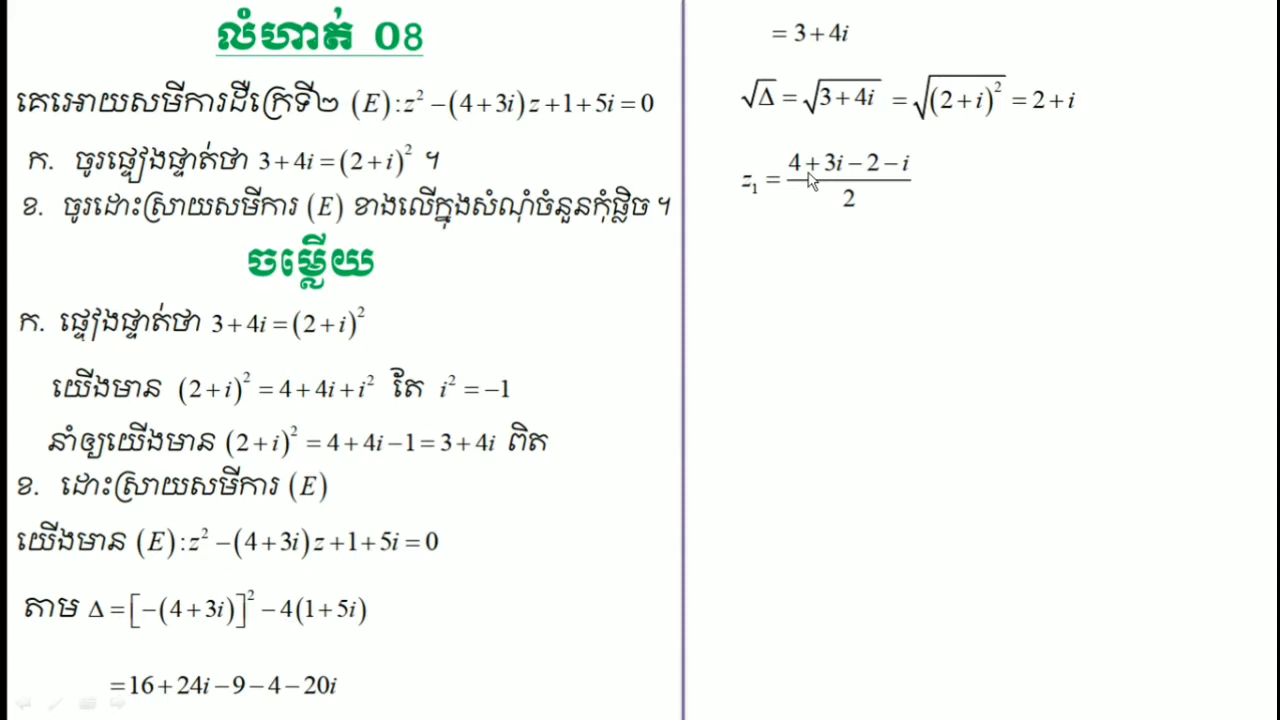 លំហាត់ 08
គេអោយសមីការដឺក្រេទី២ (E):z² −(4+3i)z+1+5i=0
ក. ចូរផ្ទៀងផ្ទាត់ថា 3+4i=(2+i)² ។
ខ. ចូរដោះស្រាយសមីការ (E) ខាងលើក្នុងសំណុំចំនួនកុំផ្លិច ។
ចម្លើយ
ក. ផ្ទៀងផ្ទាត់ថា 3+4i=(2+i)²
យើងមាន (2+i)² =4+4i+i² តែ i² =−1
នាំឲ្យយើងមាន (2+i)² =4+4i−1=3+4i ពិត
ខ. ដោះស្រាយសមីការ (E)
យើងមាន (E):z² −(4+3i)z+1+5i=0
តាម Δ=[−(4+3i)]² −4(1+5i)
=16+24i−9−4−20i
=3+4i
√Δ =√(3+4i) =√((2+i)²) =2+i
z₁ = (4+3i−2−i)/2